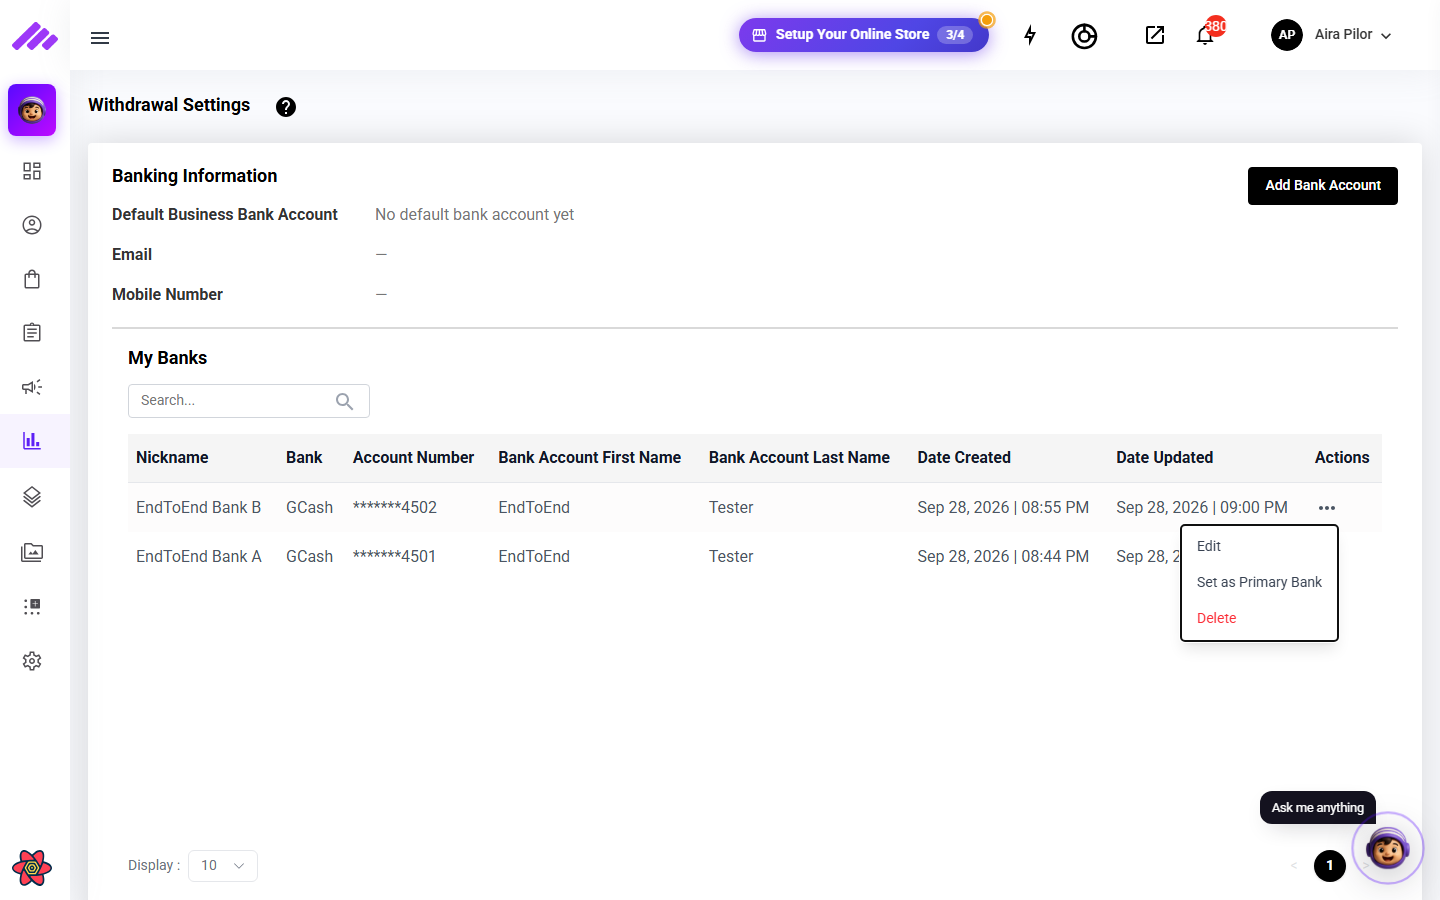 Setup Your Online Store 3/4
380
AP Aira Pilor
Withdrawal Settings ?
Banking Information
Add Bank Account
Default Business Bank Account No default bank account yet
Email —
Mobile Number —
My Banks
Search...
Nickname Bank Account Number Bank Account First Name Bank Account Last Name Date Created Date Updated Actions
EndToEnd Bank B GCash *******4502 EndToEnd Tester Sep 28, 2026 | 08:55 PM Sep 28, 2026 | 09:00 PM
EndToEnd Bank A GCash *******4501 EndToEnd Tester Sep 28, 2026 | 08:44 PM Sep 28, 2
Edit
Set as Primary Bank
Delete
Ask me anything
Display : 10
< 1 >